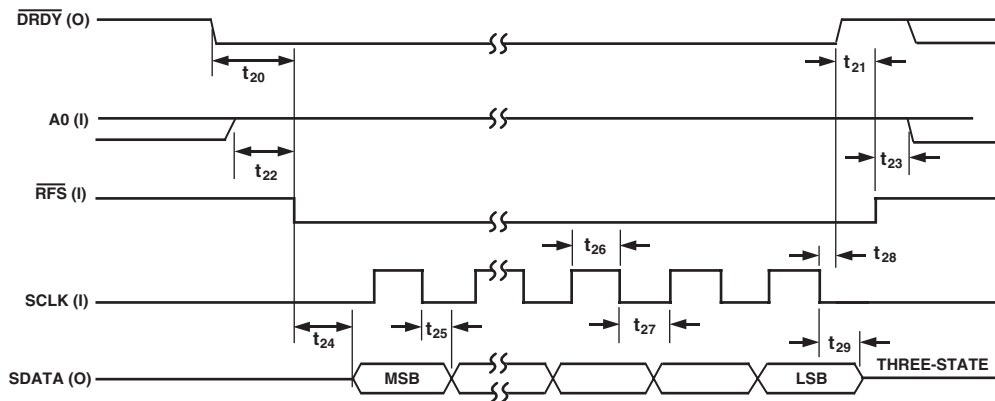 DRDY (O)
t20
t21
A0 (I)
t22
t23
RFS (I)
t26
t28
SCLK (I)
t24
t25
t27
t29
SDATA (O)
MSB
LSB
THREE-STATE